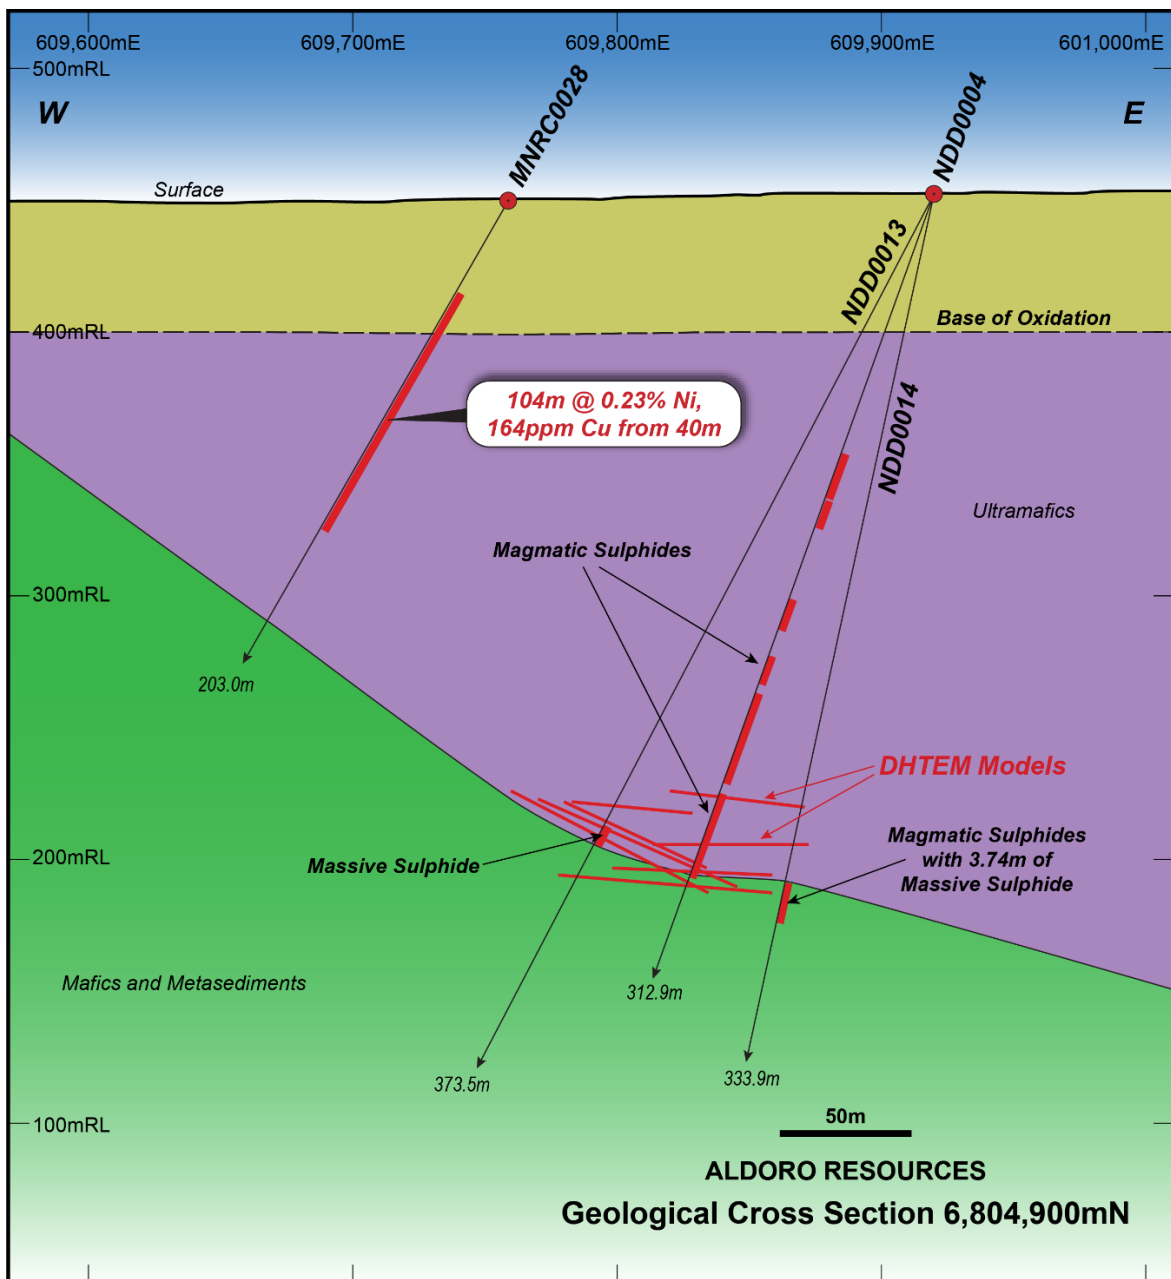 609,600mE
609,700mE
609,800mE
609,900mE
601,000mE
500mRL
W
E
MNRC0028
NDD0004
Surface
NDD0013
400mRL
Base of Oxidation
104m @ 0.23% Ni,
164ppm Cu from 40m
NDD0014
Ultramafics
Magmatic Sulphides
300mRL
203.0m
DHTEM Models
200mRL
Massive Sulphide
Magmatic Sulphides
with 3.74m of
Massive Sulphide
Mafics and Metasediments
312.9m
373.5m
333.9m
100mRL
50m
ALDORO RESOURCES
Geological Cross Section 6,804,900mN